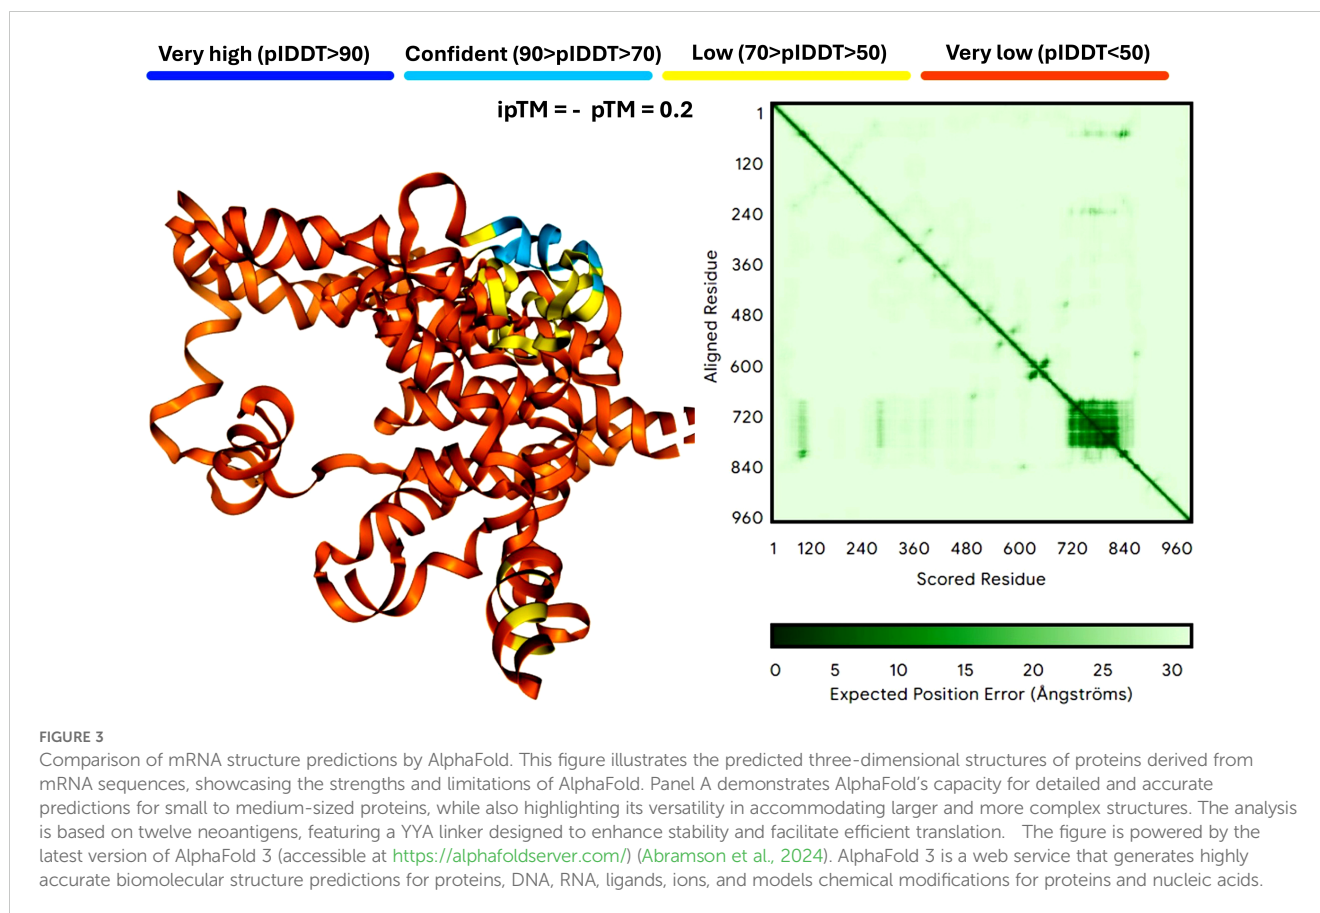 Very high (plDDT>90) Confident (90>plDDT>70) Low (70>plDDT>50) Very low (plDDT<50)
ipTM = - pTM = 0.2
1
120
240
360
480
600
720
840
960
Aligned Residue
1 120 240 360 480 600 720 840 960
Scored Residue
0 5 10 15 20 25 30
Expected Position Error (Ångströms)
FIGURE 3
Comparison of mRNA structure predictions by AlphaFold. This figure illustrates the predicted three-dimensional structures of proteins derived from
mRNA sequences, showcasing the strengths and limitations of AlphaFold. Panel A demonstrates AlphaFold's capacity for detailed and accurate
predictions for small to medium-sized proteins, while also highlighting its versatility in accommodating larger and more complex structures. The analysis
is based on twelve neoantigens, featuring a YYA linker designed to enhance stability and facilitate efficient translation. The figure is powered by the
latest version of AlphaFold 3 (accessible at https://alphafoldserver.com/) (Abramson et al., 2024). AlphaFold 3 is a web service that generates highly
accurate biomolecular structure predictions for proteins, DNA, RNA, ligands, ions, and models chemical modifications for proteins and nucleic acids.